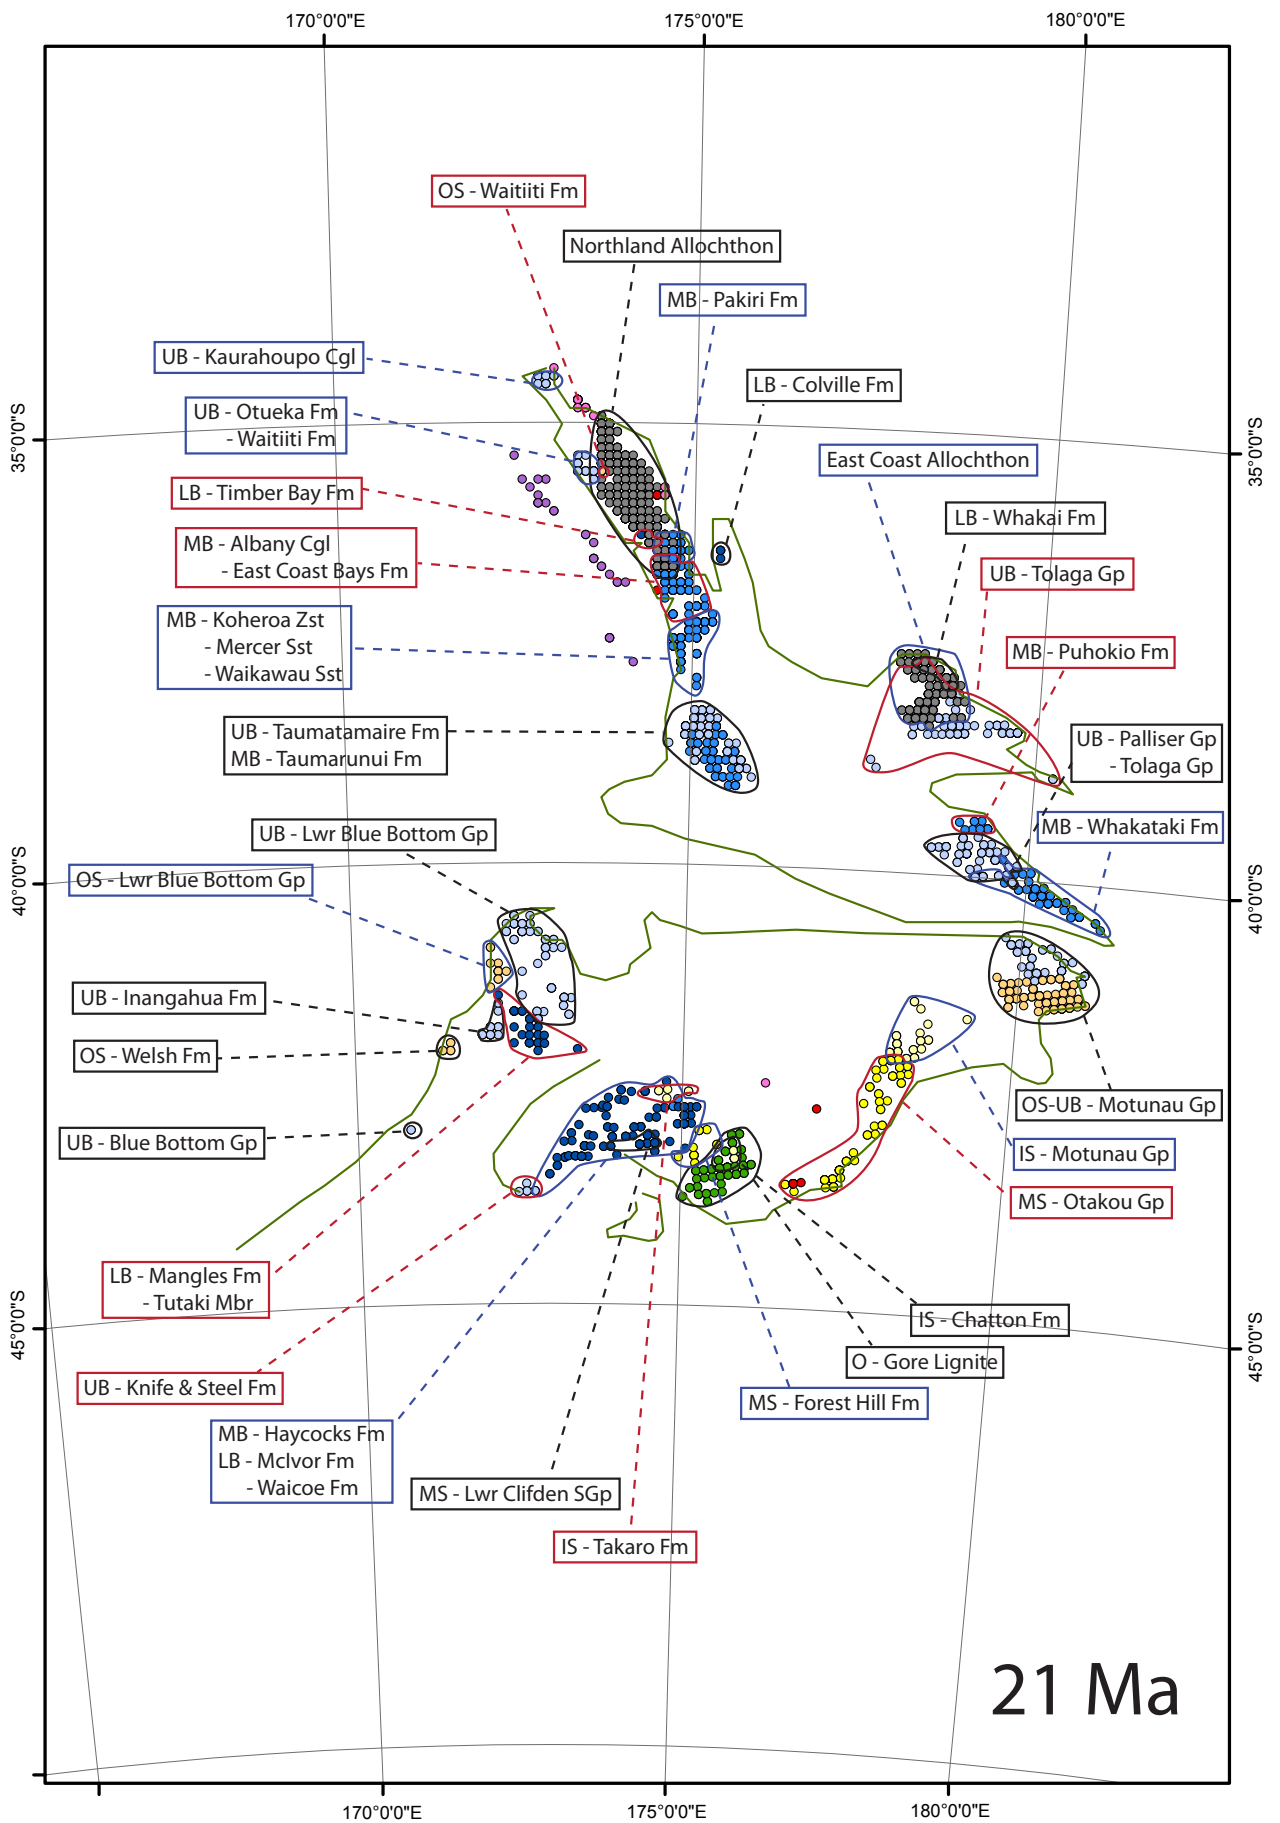 170°0'0"E
175°0'0"E
180°0'0"E
OS - Waitiiti Fm
Northland Allochthon
MB - Pakiri Fm
UB - Kaurahoupo Cgl
LB - Colville Fm
UB - Otueka Fm
- Waitiiti Fm
35°0'0"S
35°0'0"S
East Coast Allochthon
LB - Timber Bay Fm
LB - Whakai Fm
MB - Albany Cgl
- East Coast Bays Fm
UB - Tolaga Gp
MB - Koheroa Zst
- Mercer Sst
- Waikawau Sst
MB - Puhokio Fm
UB - Taumatamaire Fm
MB - Taumarunui Fm
UB - Palliser Gp
- Tolaga Gp
UB - Lwr Blue Bottom Gp
MB - Whakataki Fm
OS - Lwr Blue Bottom Gp
40°0'0"S
40°0'0"S
UB - Inangahua Fm
OS - Welsh Fm
OS-UB - Motunau Gp
UB - Blue Bottom Gp
IS - Motunau Gp
MS - Otakou Gp
LB - Mangles Fm
- Tutaki Mbr
IS - Chatton Fm
45°0'0"S
45°0'0"S
O - Gore Lignite
UB - Knife & Steel Fm
MS - Forest Hill Fm
MB - Haycocks Fm
LB - McIvor Fm
- Waicoe Fm
MS - Lwr Clifden SGp
IS - Takaro Fm
21 Ma
170°0'0"E
175°0'0"E
180°0'0"E